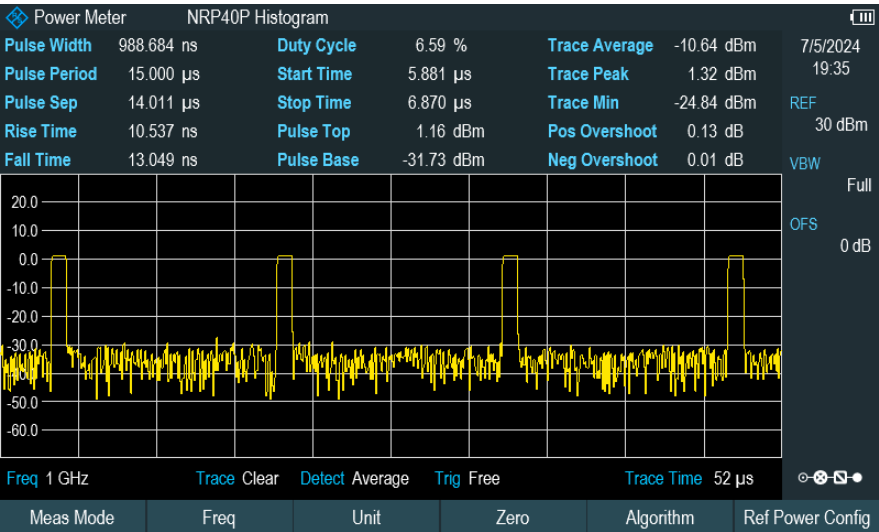 Power Meter NRP40P Histogram
Pulse Width 988.684 ns Duty Cycle 6.59 % Trace Average -10.64 dBm 7/5/2024
Pulse Period 15.000 µs Start Time 5.881 µs Trace Peak 1.32 dBm 19:35
Pulse Sep 14.011 µs Stop Time 6.870 µs Trace Min -24.84 dBm REF
Rise Time 10.537 ns Pulse Top 1.16 dBm Pos Overshoot 0.13 dB 30 dBm
Fall Time 13.049 ns Pulse Base -31.73 dBm Neg Overshoot 0.01 dB VBW
Full
20.0
OFS
10.0
0 dB
0.0
-10.0
-20.0
-30.0
-50.0
-60.0
Freq 1 GHz Trace Clear Detect Average Trig Free Trace Time 52 µs
Meas Mode Freq Unit Zero Algorithm Ref Power Config